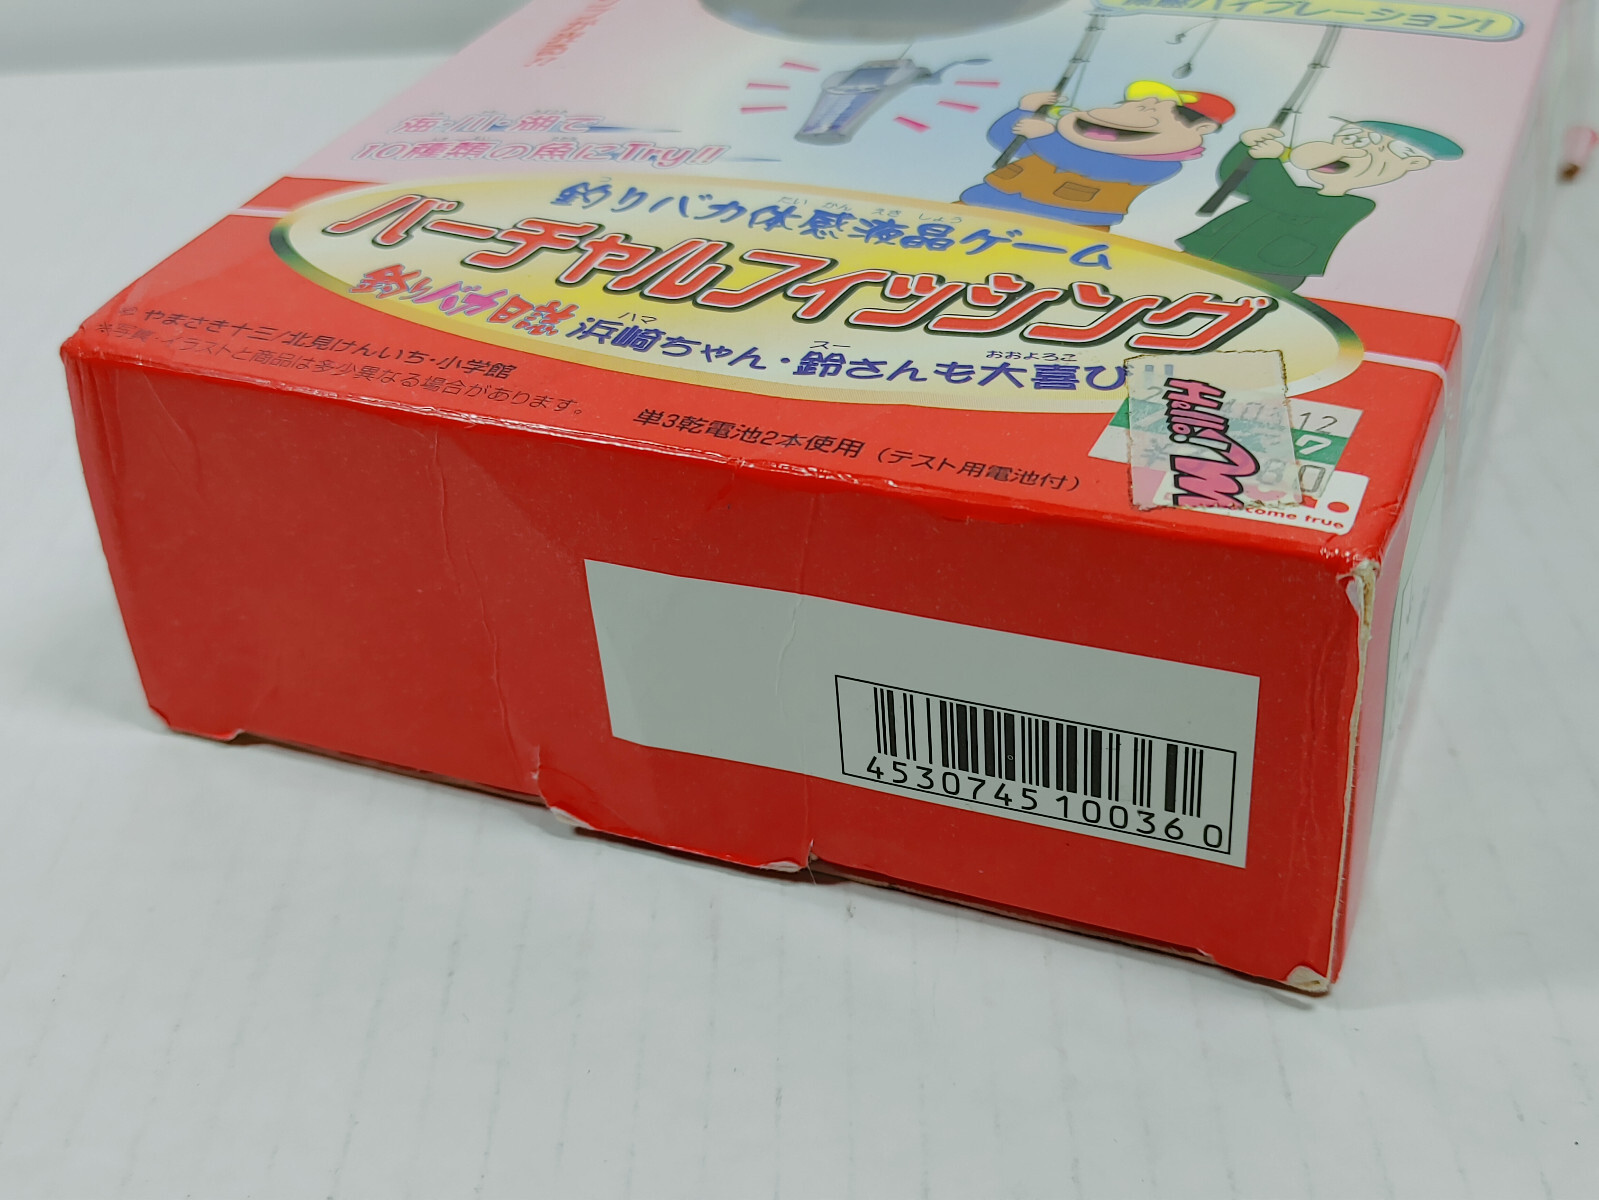 バイブレーション!
海・山・湖で
10種類の魚にTry!!
釣りバカ体感液晶ゲーム
バーチャルフィッシング
釣りバカ日誌 浜崎ちゃん・鈴さんも大喜び
© やまさき十三/北見けんいち・小学館
※写真・イラストと商品は多少異なる場合があります。
単3乾電池2本使用 (テスト用電池付)
Hello!
come true
4530745100360